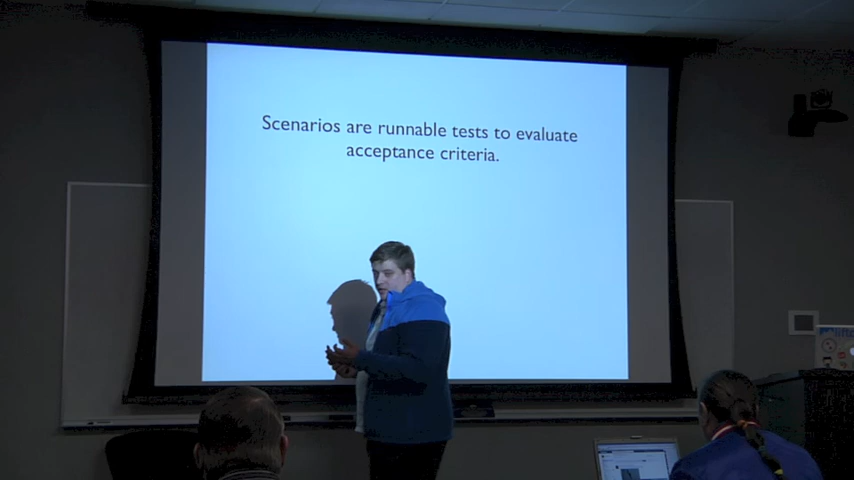 Scenarios are runnable tests to evaluate
acceptance criteria.